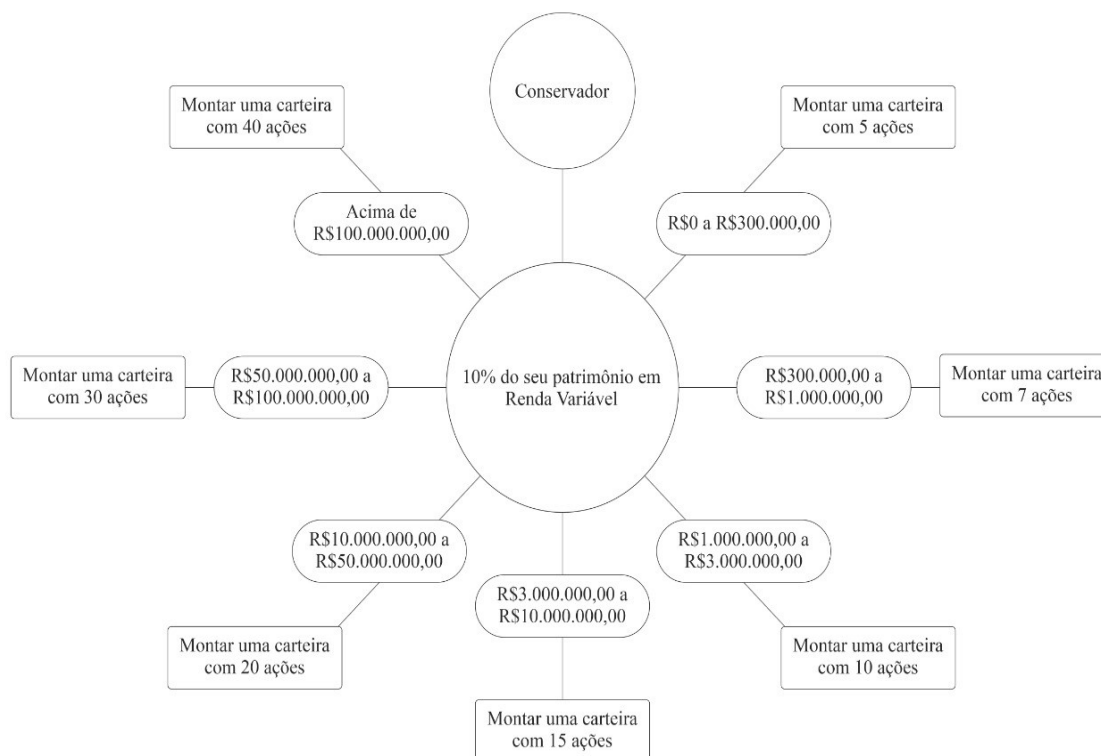 Conservador
Montar uma carteira
com 40 ações
Montar uma carteira
com 5 ações
Acima de
R$100.000.000,00
R$0 a R$300.000,00
Montar uma carteira
com 30 ações
R$50.000.000,00 a
R$100.000.000,00
10% do seu patrimônio em
Renda Variável
R$300.000,00 a
R$1.000.000,00
Montar uma carteira
com 7 ações
R$10.000.000,00 a
R$50.000.000,00
R$1.000.000,00 a
R$3.000.000,00
R$3.000.000,00 a
R$10.000.000,00
Montar uma carteira
com 20 ações
Montar uma carteira
com 10 ações
Montar uma carteira
com 15 ações